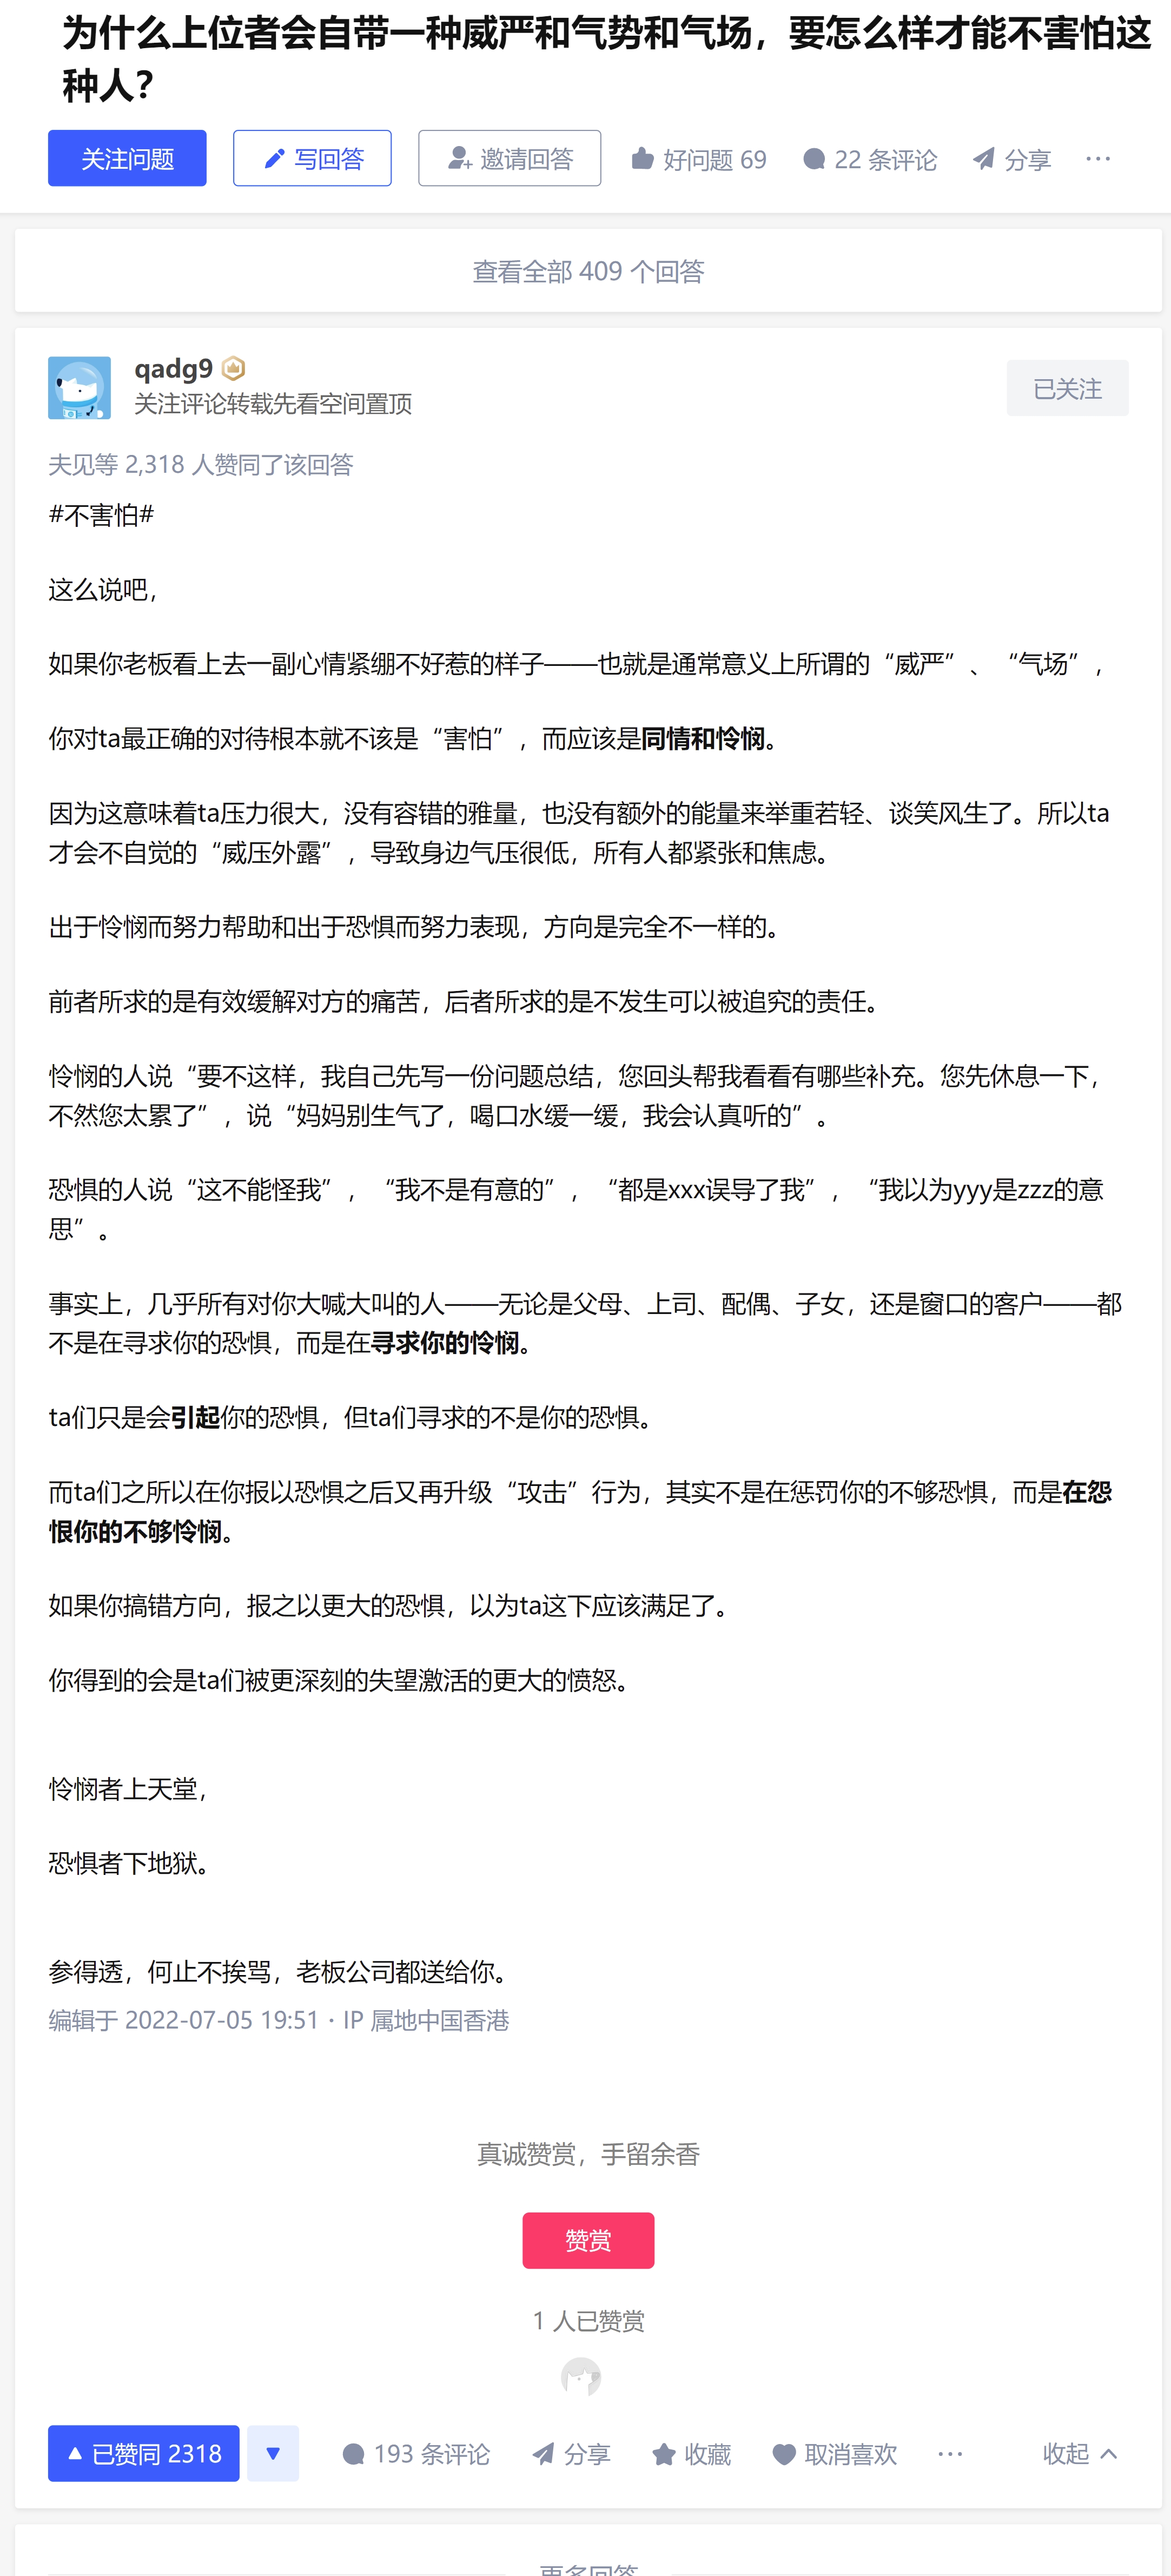 为什么上位者会自带一种威严和气势和气场，要怎么样才能不害怕这
种人？
关注问题 写回答 邀请回答 好问题 69 22 条评论 分享 ···
查看全部 409 个回答
qadg9
关注评论转载先看空间置顶
已关注
夫见等 2,318 人赞同了该回答
#不害怕#
这么说吧，
如果你老板看上去一副心情紧绷不好惹的样子——也就是通常意义上所谓的“威严”、“气场”，
你对ta最正确的对待根本就不该是“害怕”，而应该是同情和怜悯。
因为这意味着ta压力很大，没有容错的雅量，也没有额外的能量来举重若轻、谈笑风生了。所以ta
才会不自觉的“威压外露”，导致身边气压很低，所有人都紧张和焦虑。
出于怜悯而努力帮助和出于恐惧而努力表现，方向是完全不一样的。
前者所求的是有效缓解对方的痛苦，后者所求的是不发生可以被追究的责任。
怜悯的人说“要不这样，我自己先写一份问题总结，您回头帮我看看有哪些补充。您先休息一下，
不然您太累了”，说“妈妈别生气了，喝口水缓一缓，我会认真听的”。
恐惧的人说“这不能怪我”，“我不是有意的”，“都是xxx误导了我”，“我以为yyy是zzz的意
思”。
事实上，几乎所有对你大喊大叫的人——无论是父母、上司、配偶、子女，还是窗口的客户——都
不是在寻求你的恐惧，而是在寻求你的怜悯。
ta们只是会引起你的恐惧，但ta们寻求的不是你的恐惧。
而ta们之所以在你报以恐惧之后又再升级“攻击”行为，其实不是在惩罚你的不够恐惧，而是在怨
恨你的不够怜悯。
如果你搞错方向，报之以更大的恐惧，以为ta这下应该满足了。
你得到的会是ta们被更深刻的失望激活的更大的愤怒。
怜悯者上天堂，
恐惧者下地狱。
参得透，何止不挨骂，老板公司都送给你。
编辑于 2022-07-05 19:51 · IP 属地中国香港
真诚赞赏，手留余香
赞赏
1 人已赞赏
已赞同 2318 193 条评论 分享 收藏 取消喜欢 ··· 收起
更多回答